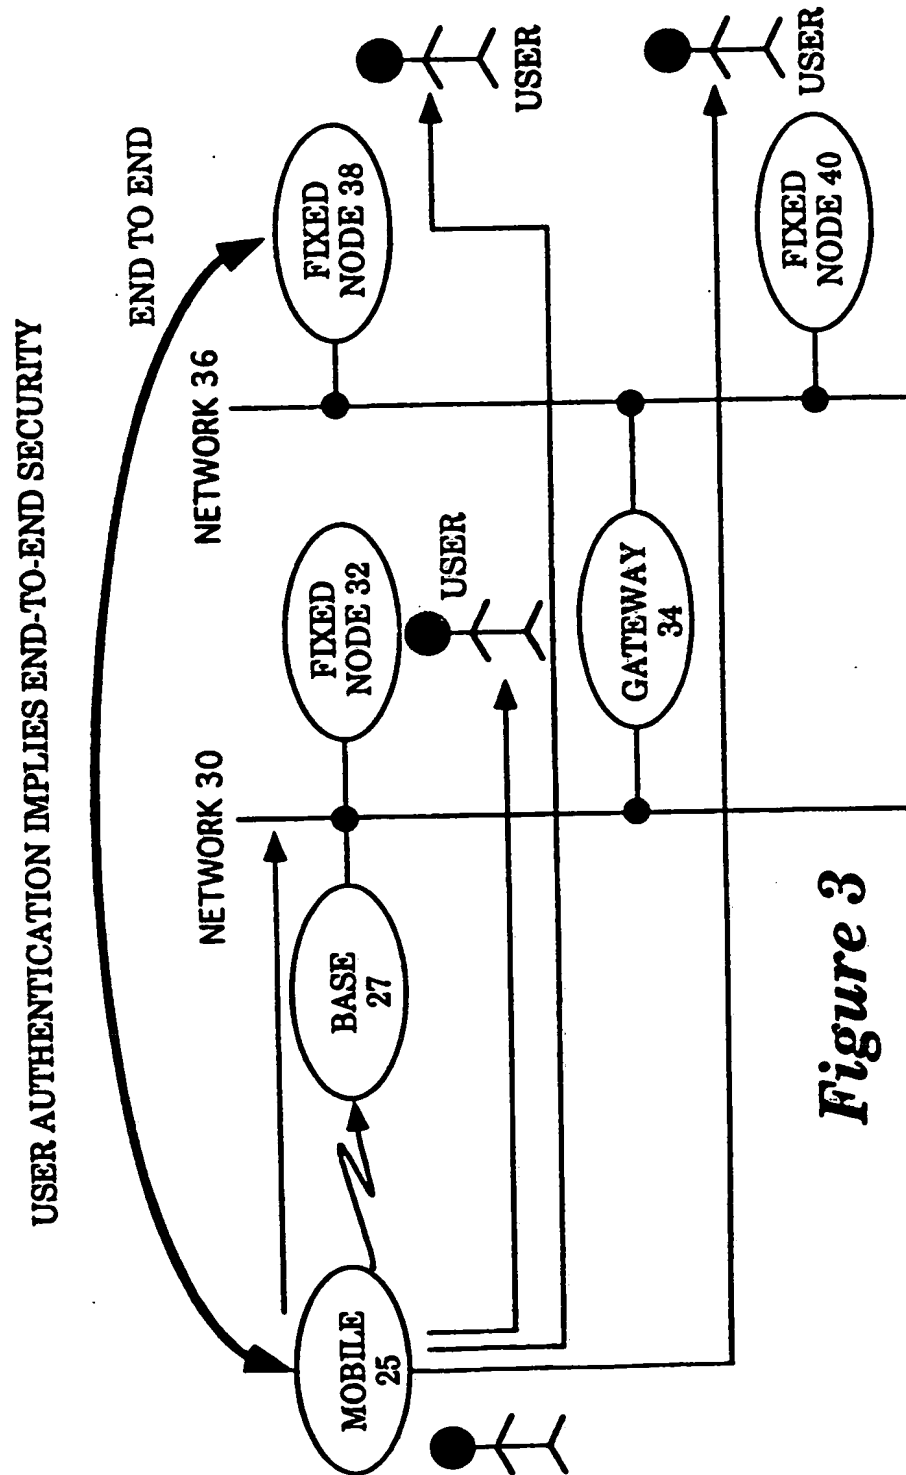 USER AUTHENTICATION IMPLIES END-TO-END SECURITY
END TO END
NETWORK 30
NETWORK 36
MOBILE
25
BASE
27
FIXED
NODE 32
USER
FIXED
NODE 38
USER
GATEWAY
34
FIXED
NODE 40
USER
Figure 3